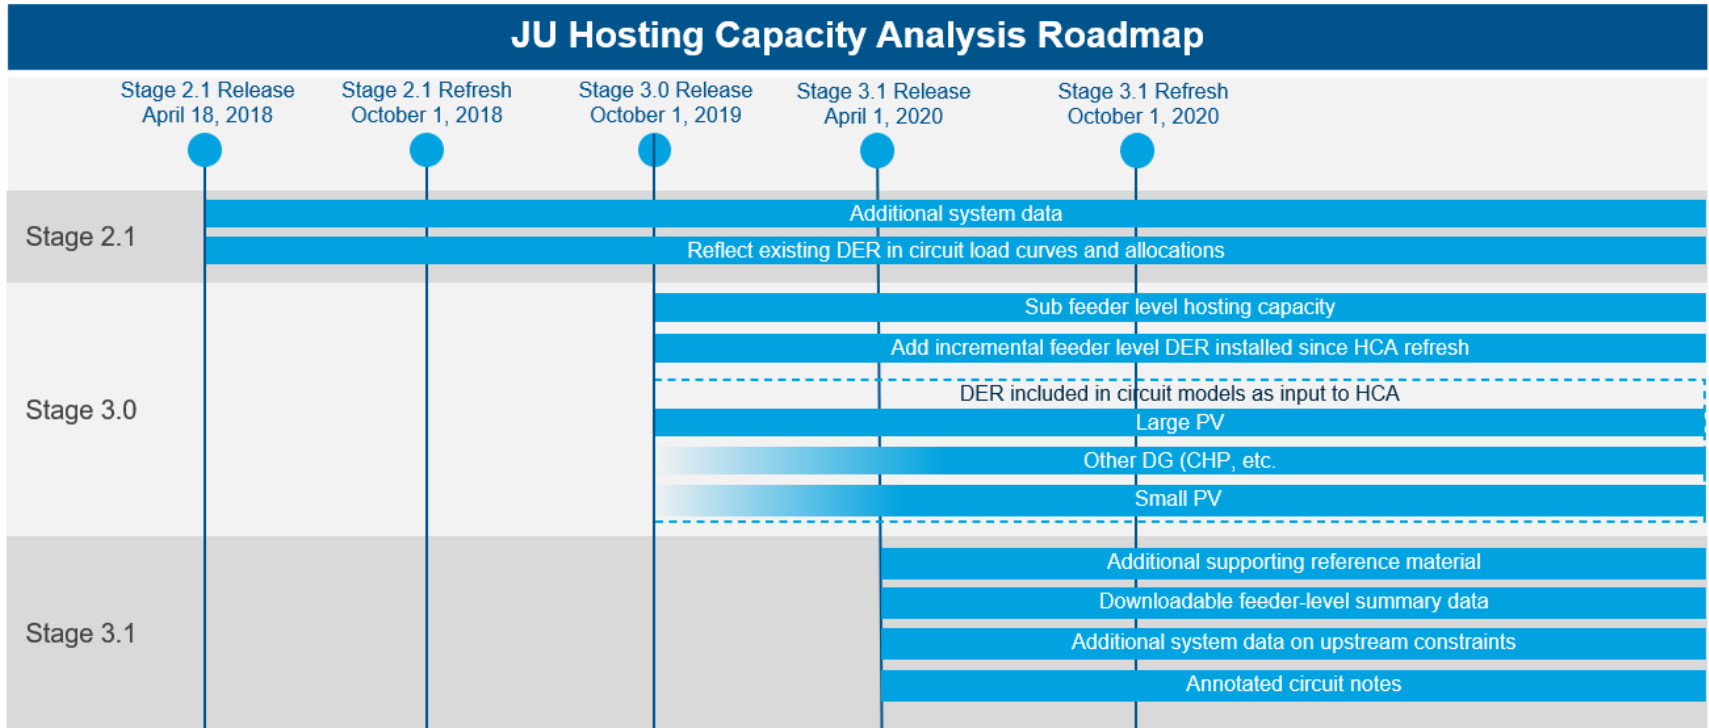 JU Hosting Capacity Analysis Roadmap
Stage 2.1 Release
April 18, 2018
Stage 2.1 Refresh
October 1, 2018
Stage 3.0 Release
October 1, 2019
Stage 3.1 Release
April 1, 2020
Stage 3.1 Refresh
October 1, 2020
Stage 2.1
Additional system data
Reflect existing DER in circuit load curves and allocations
Stage 3.0
Sub feeder level hosting capacity
Add incremental feeder level DER installed since HCA refresh
DER included in circuit models as input to HCA
Large PV
Other DG (CHP, etc.
Small PV
Stage 3.1
Additional supporting reference material
Downloadable feeder-level summary data
Additional system data on upstream constraints
Annotated circuit notes